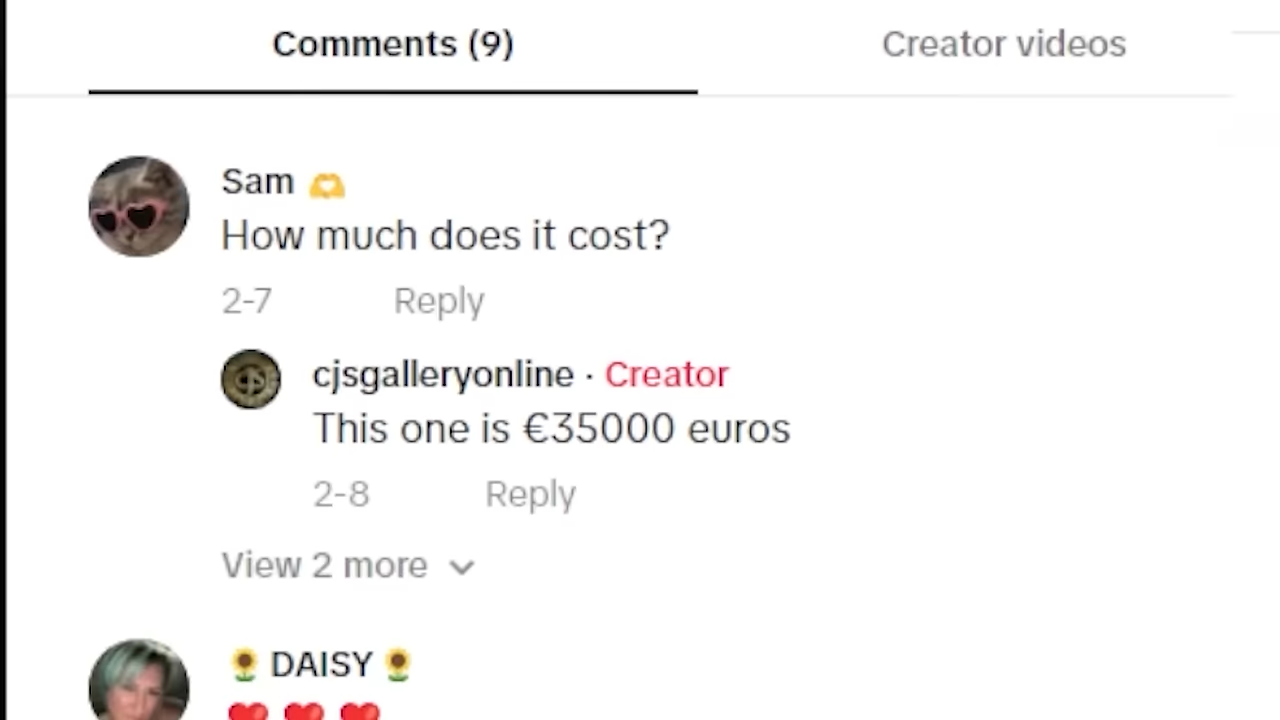 Comments (9)
Creator videos
Sam 🫶
How much does it cost?
2-7 Reply
cjsgalleryonline · Creator
This one is €35000 euros
2-8 Reply
View 2 more
🌻DAISY🌻
❤️❤️❤️